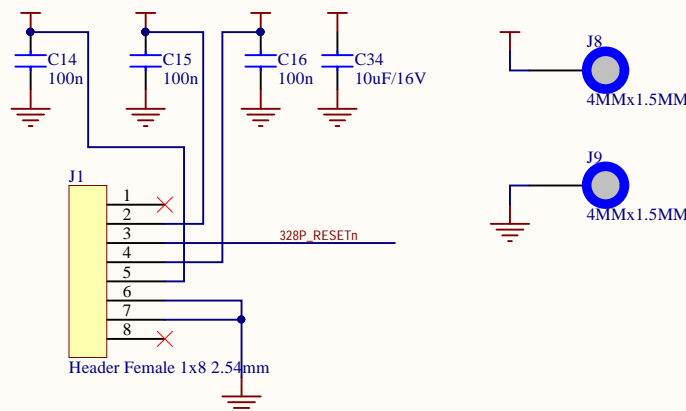 C14
100n
C15
100n
C16
100n
C34
10uF/16V
J8
4MMx1.5MM
J9
4MMx1.5MM
J1
1
2
3
328P_RESETn
4
5
6
7
8
Header Female 1x8 2.54mm